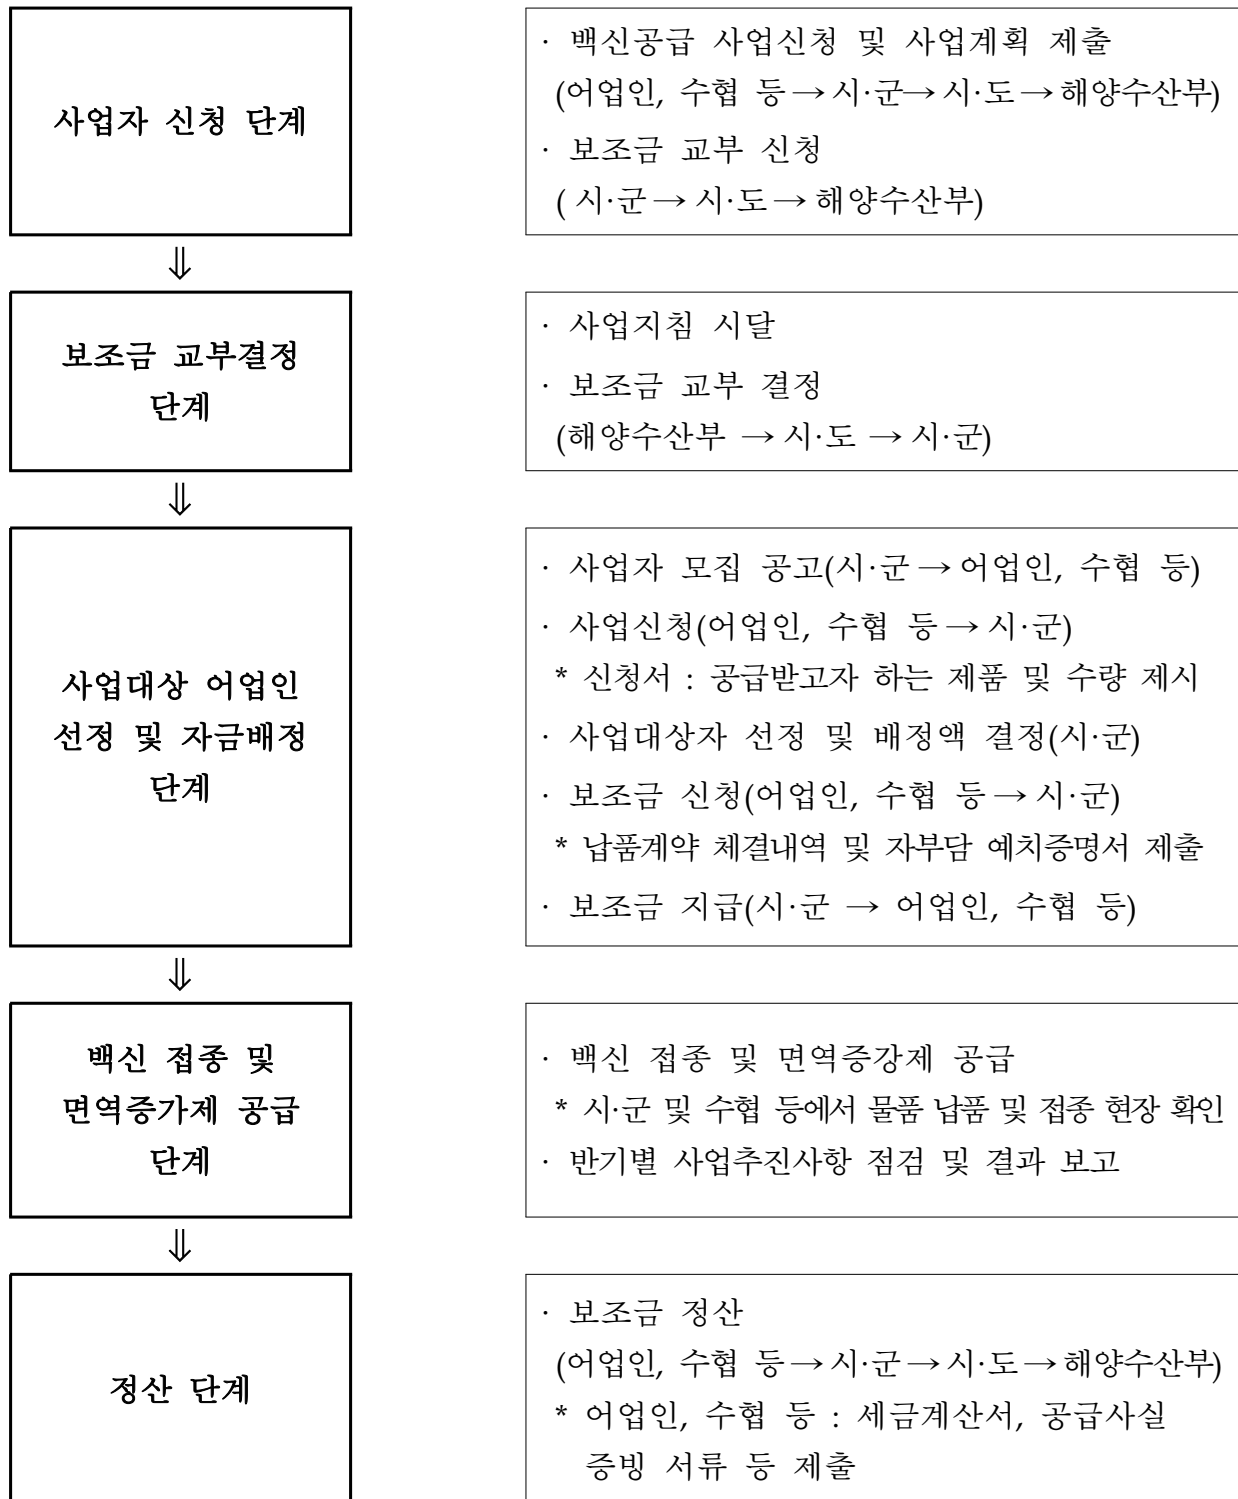 사업자 신청 단계
· 백신공급 사업신청 및 사업계획 제출
(어업인, 수협 등→시·군→시·도→해양수산부)
· 보조금 교부 신청
( 시·군→시·도→해양수산부)
⇓
보조금 교부결정
단계
· 사업지침 시달
· 보조금 교부 결정
(해양수산부 →시·도 →시·군)
⇓
사업대상 어업인
선정 및 자금배정
단계
· 사업자 모집 공고(시·군→어업인, 수협 등)
· 사업신청(어업인, 수협 등→시·군)
* 신청서 : 공급받고자 하는 제품 및 수량 제시
· 사업대상자 선정 및 배정액 결정(시·군)
· 보조금 신청(어업인, 수협 등→시·군)
* 납품계약 체결내역 및 자부담 예치증명서 제출
· 보조금 지급(시·군 → 어업인, 수협 등)
⇓
백신 접종 및
면역증가제 공급
단계
· 백신 접종 및 면역증강제 공급
* 시·군 및 수협 등에서 물품 납품 및 접종 현장 확인
· 반기별 사업추진사항 점검 및 결과 보고
⇓
정산 단계
· 보조금 정산
(어업인, 수협 등→시·군→시·도→해양수산부)
* 어업인, 수협 등 : 세금계산서, 공급사실
증빙 서류 등 제출